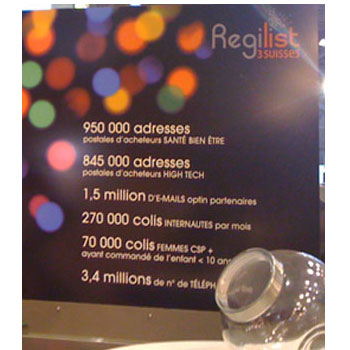 Regilist
3SUISSES
950 000 adresses
postales d'acheteurs SANTÉ BIEN ÊTRE
845 000 adresses
postales d'acheteurs HIGH TECH
1,5 million D'E-MAILS optin partenaires
270 000 colis INTERNAUTES par mois
70 000 colis FEMMES CSP +
ayant commandé de l'enfant < 10 ans
3,4 millions de n° de TÉLÉPH